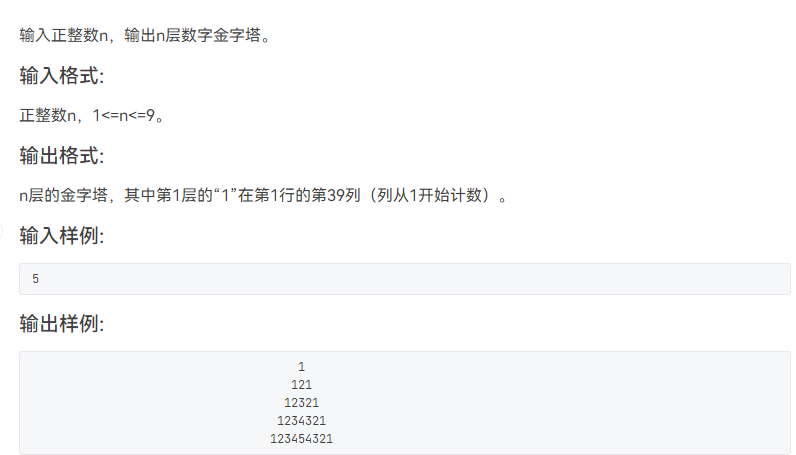 输入正整数n，输出n层数字金字塔。
输入格式:
正整数n，1<=n<=9。
输出格式:
n层的金字塔，其中第1层的“1”在第1行的第39列（列从1开始计数）。
输入样例:
5
输出样例:
1
121
12321
1234321
123454321